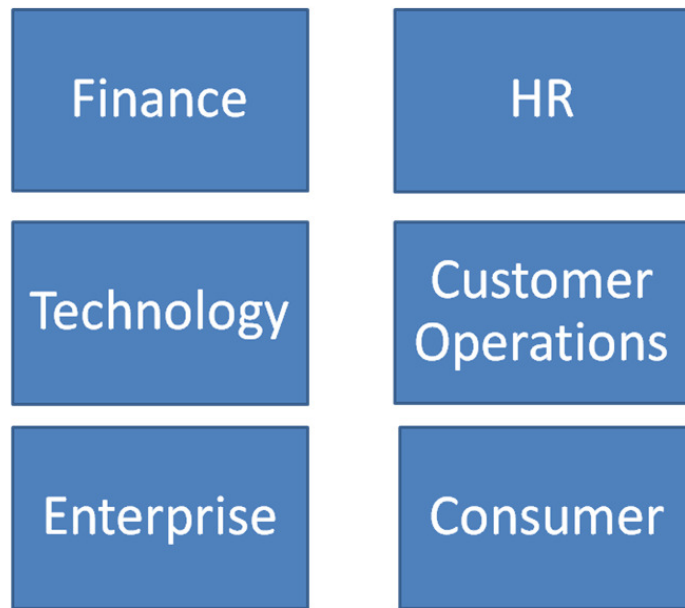 Finance
HR
Technology
Customer
Operations
Enterprise
Consumer